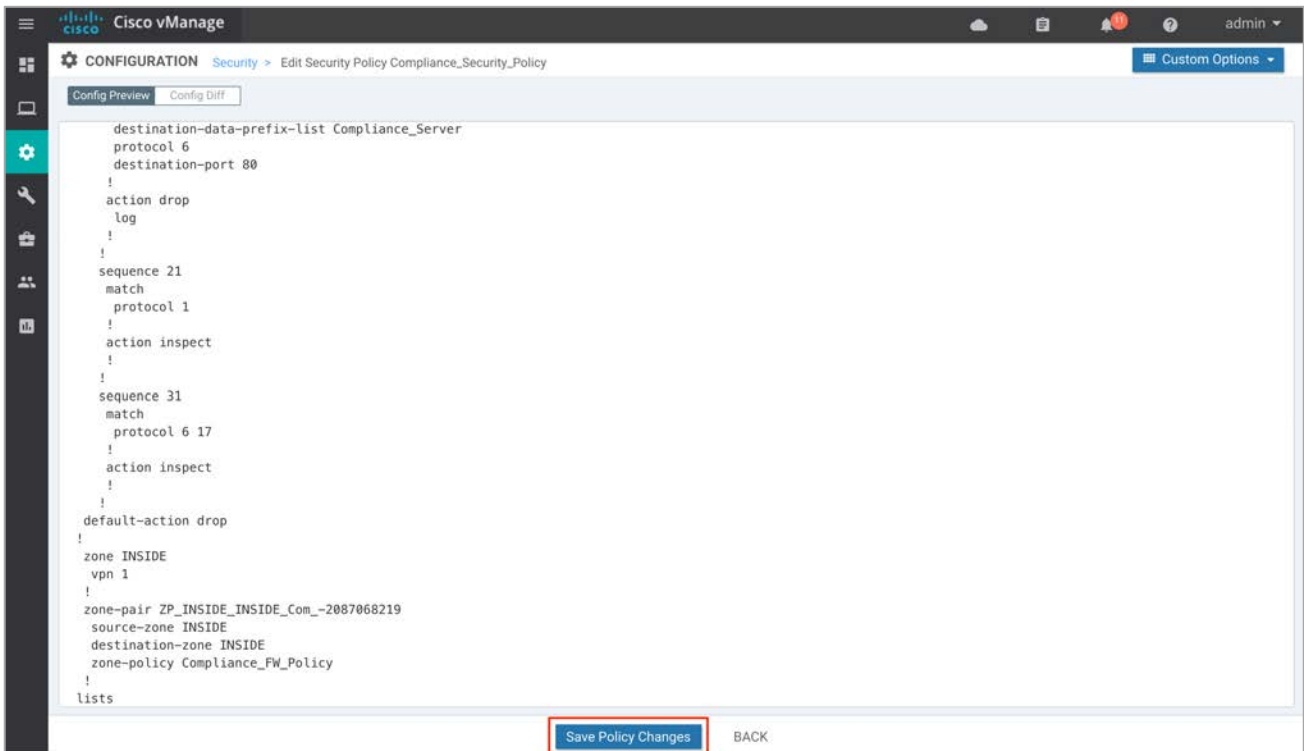 cisco Cisco vManage 11 ? admin
CONFIGURATION Security > Edit Security Policy Compliance_Security_Policy Custom Options
Config Preview Config Diff
destination-data-prefix-list Compliance_Server
protocol 6
destination-port 80
!
action drop
log
!
!
sequence 21
match
protocol 1
!
action inspect
!
!
sequence 31
match
protocol 6 17
!
action inspect
!
!
default-action drop
!
zone INSIDE
vpn 1
!
zone-pair ZP_INSIDE_INSIDE_Com_-2087068219
source-zone INSIDE
destination-zone INSIDE
zone-policy Compliance_FW_Policy
!
lists
Save Policy Changes BACK